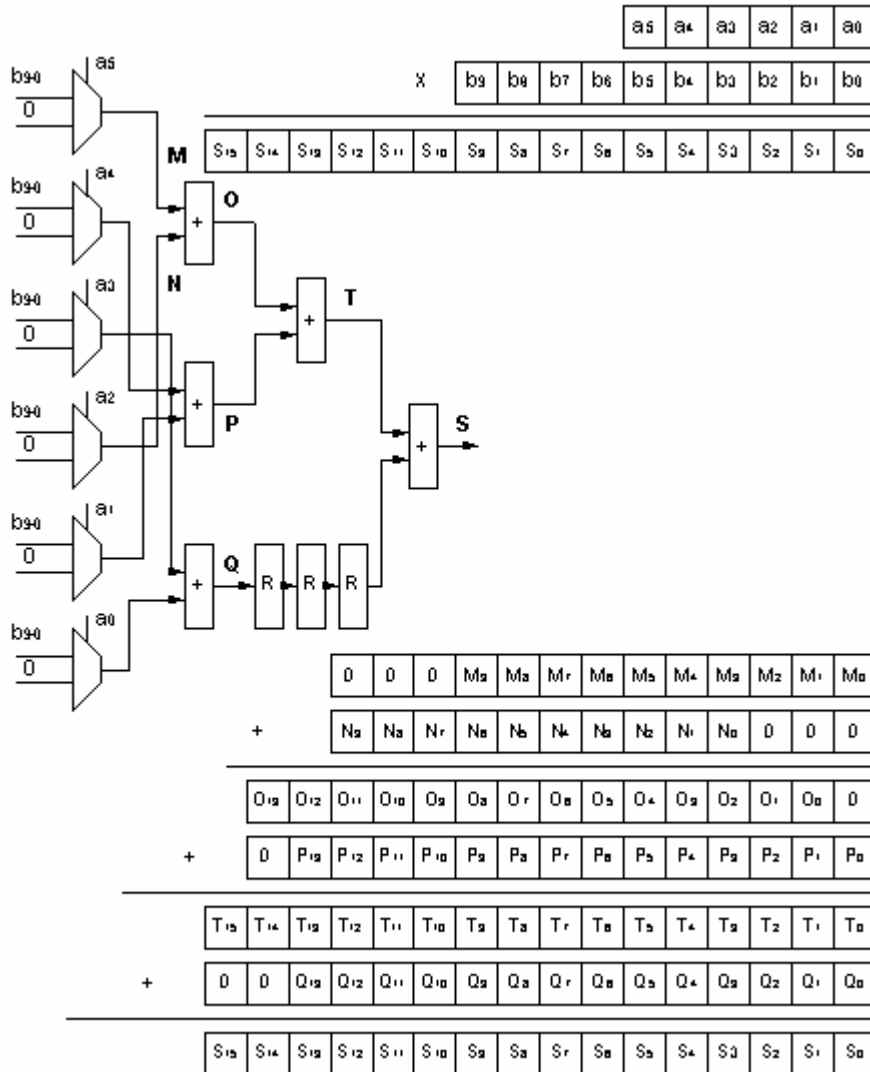 a5 a4 a3 a2 a1 a0
X b9 b8 b7 b6 b5 b4 b3 b2 b1 b0
S15 S14 S13 S12 S11 S10 S9 S8 S7 S6 S5 S4 S3 S2 S1 S0
b9-0 a5
0
M
b9-0 a4
0
+ O
N
b9-0 a3
0
+ T
b9-0 a2
0
+ P
+ S
b9-0 a1
0
+ Q R R R
b9-0 a0
0
0 0 0 M9 M8 M7 M6 M5 M4 M3 M2 M1 M0
+ N9 N8 N7 N6 N5 N4 N3 N2 N1 N0 0 0 0
O13 O12 O11 O10 O9 O8 O7 O6 O5 O4 O3 O2 O1 O0 0
+ 0 P13 P12 P11 P10 P9 P8 P7 P6 P5 P4 P3 P2 P1 P0
T15 T14 T13 T12 T11 T10 T9 T8 T7 T6 T5 T4 T3 T2 T1 T0
+ 0 0 Q13 Q12 Q11 Q10 Q9 Q8 Q7 Q6 Q5 Q4 Q3 Q2 Q1 Q0
S15 S14 S13 S12 S11 S10 S9 S8 S7 S6 S5 S4 S3 S2 S1 S0